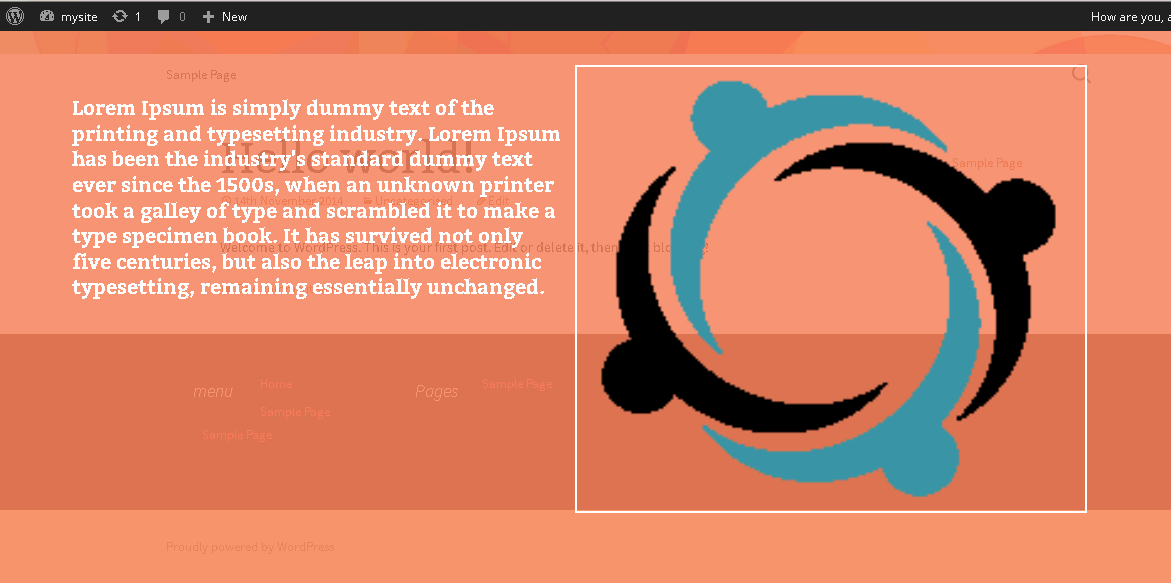 mysite 1 0 + New How are you, a
Sample Page
Lorem Ipsum is simply dummy text of the
printing and typesetting industry. Lorem Ipsum
has been the industry's standard dummy text
ever since the 1500s, when an unknown printer
took a galley of type and scrambled it to make a
type specimen book. It has survived not only
five centuries, but also the leap into electronic
typesetting, remaining essentially unchanged.
Hello world!
Sample Page
14th November 2014 Uncategorized Edit
Welcome to WordPress. This is your first post. Edit or delete it, then blo
menu Home
Sample Page
Pages Sample Page
Sample Page
Proudly powered by WordPress